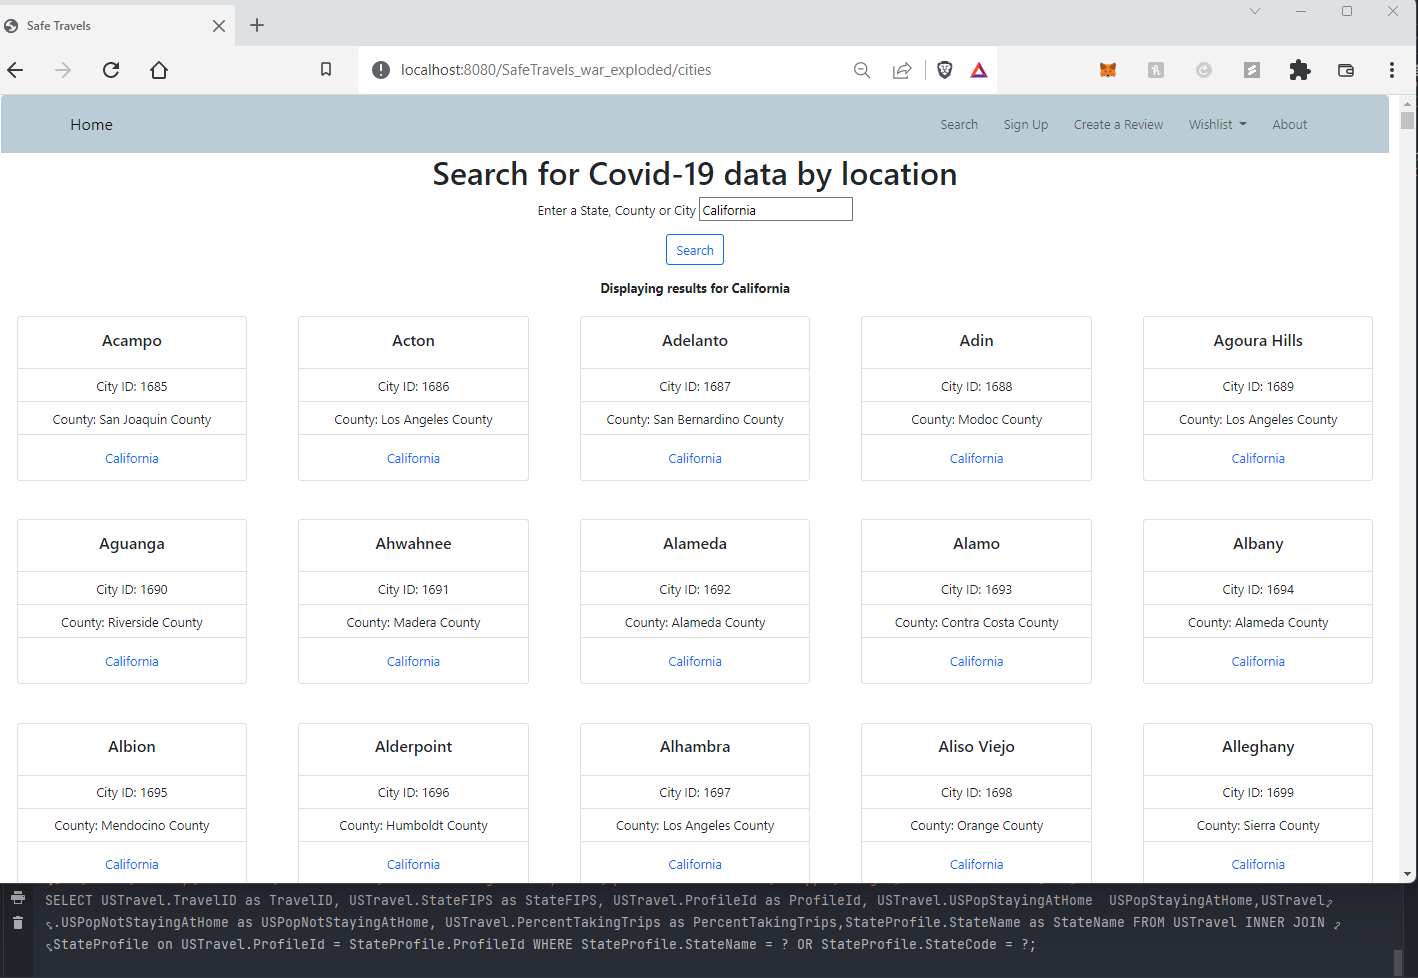 Safe Travels
localhost:8080/SafeTravels_war_exploded/cities
Home Search Sign Up Create a Review Wishlist About
Search for Covid-19 data by location
Enter a State, County or City California
Search
Displaying results for California
Acampo Acton Adelanto Adin Agoura Hills
City ID: 1685 City ID: 1686 City ID: 1687 City ID: 1688 City ID: 1689
County: San Joaquin County County: Los Angeles County County: San Bernardino County County: Modoc County County: Los Angeles County
California California California California California
Aguanga Ahwahnee Alameda Alamo Albany
City ID: 1690 City ID: 1691 City ID: 1692 City ID: 1693 City ID: 1694
County: Riverside County County: Madera County County: Alameda County County: Contra Costa County County: Alameda County
California California California California California
Albion Alderpoint Alhambra Aliso Viejo Alleghany
City ID: 1695 City ID: 1696 City ID: 1697 City ID: 1698 City ID: 1699
County: Mendocino County County: Humboldt County County: Los Angeles County County: Orange County County: Sierra County
California California California California California
SELECT USTravel.TravelID as TravelID, USTravel.StateFIPS as StateFIPS, USTravel.ProfileId as ProfileId, USTravel.USPopStayingAtHome  USPopStayingAtHome,USTravel
.USPopNotStayingAtHome as USPopNotStayingAtHome, USTravel.PercentTakingTrips as PercentTakingTrips,StateProfile.StateName as StateName FROM USTravel INNER JOIN
StateProfile on USTravel.ProfileId = StateProfile.ProfileId WHERE StateProfile.StateName = ? OR StateProfile.StateCode = ?;